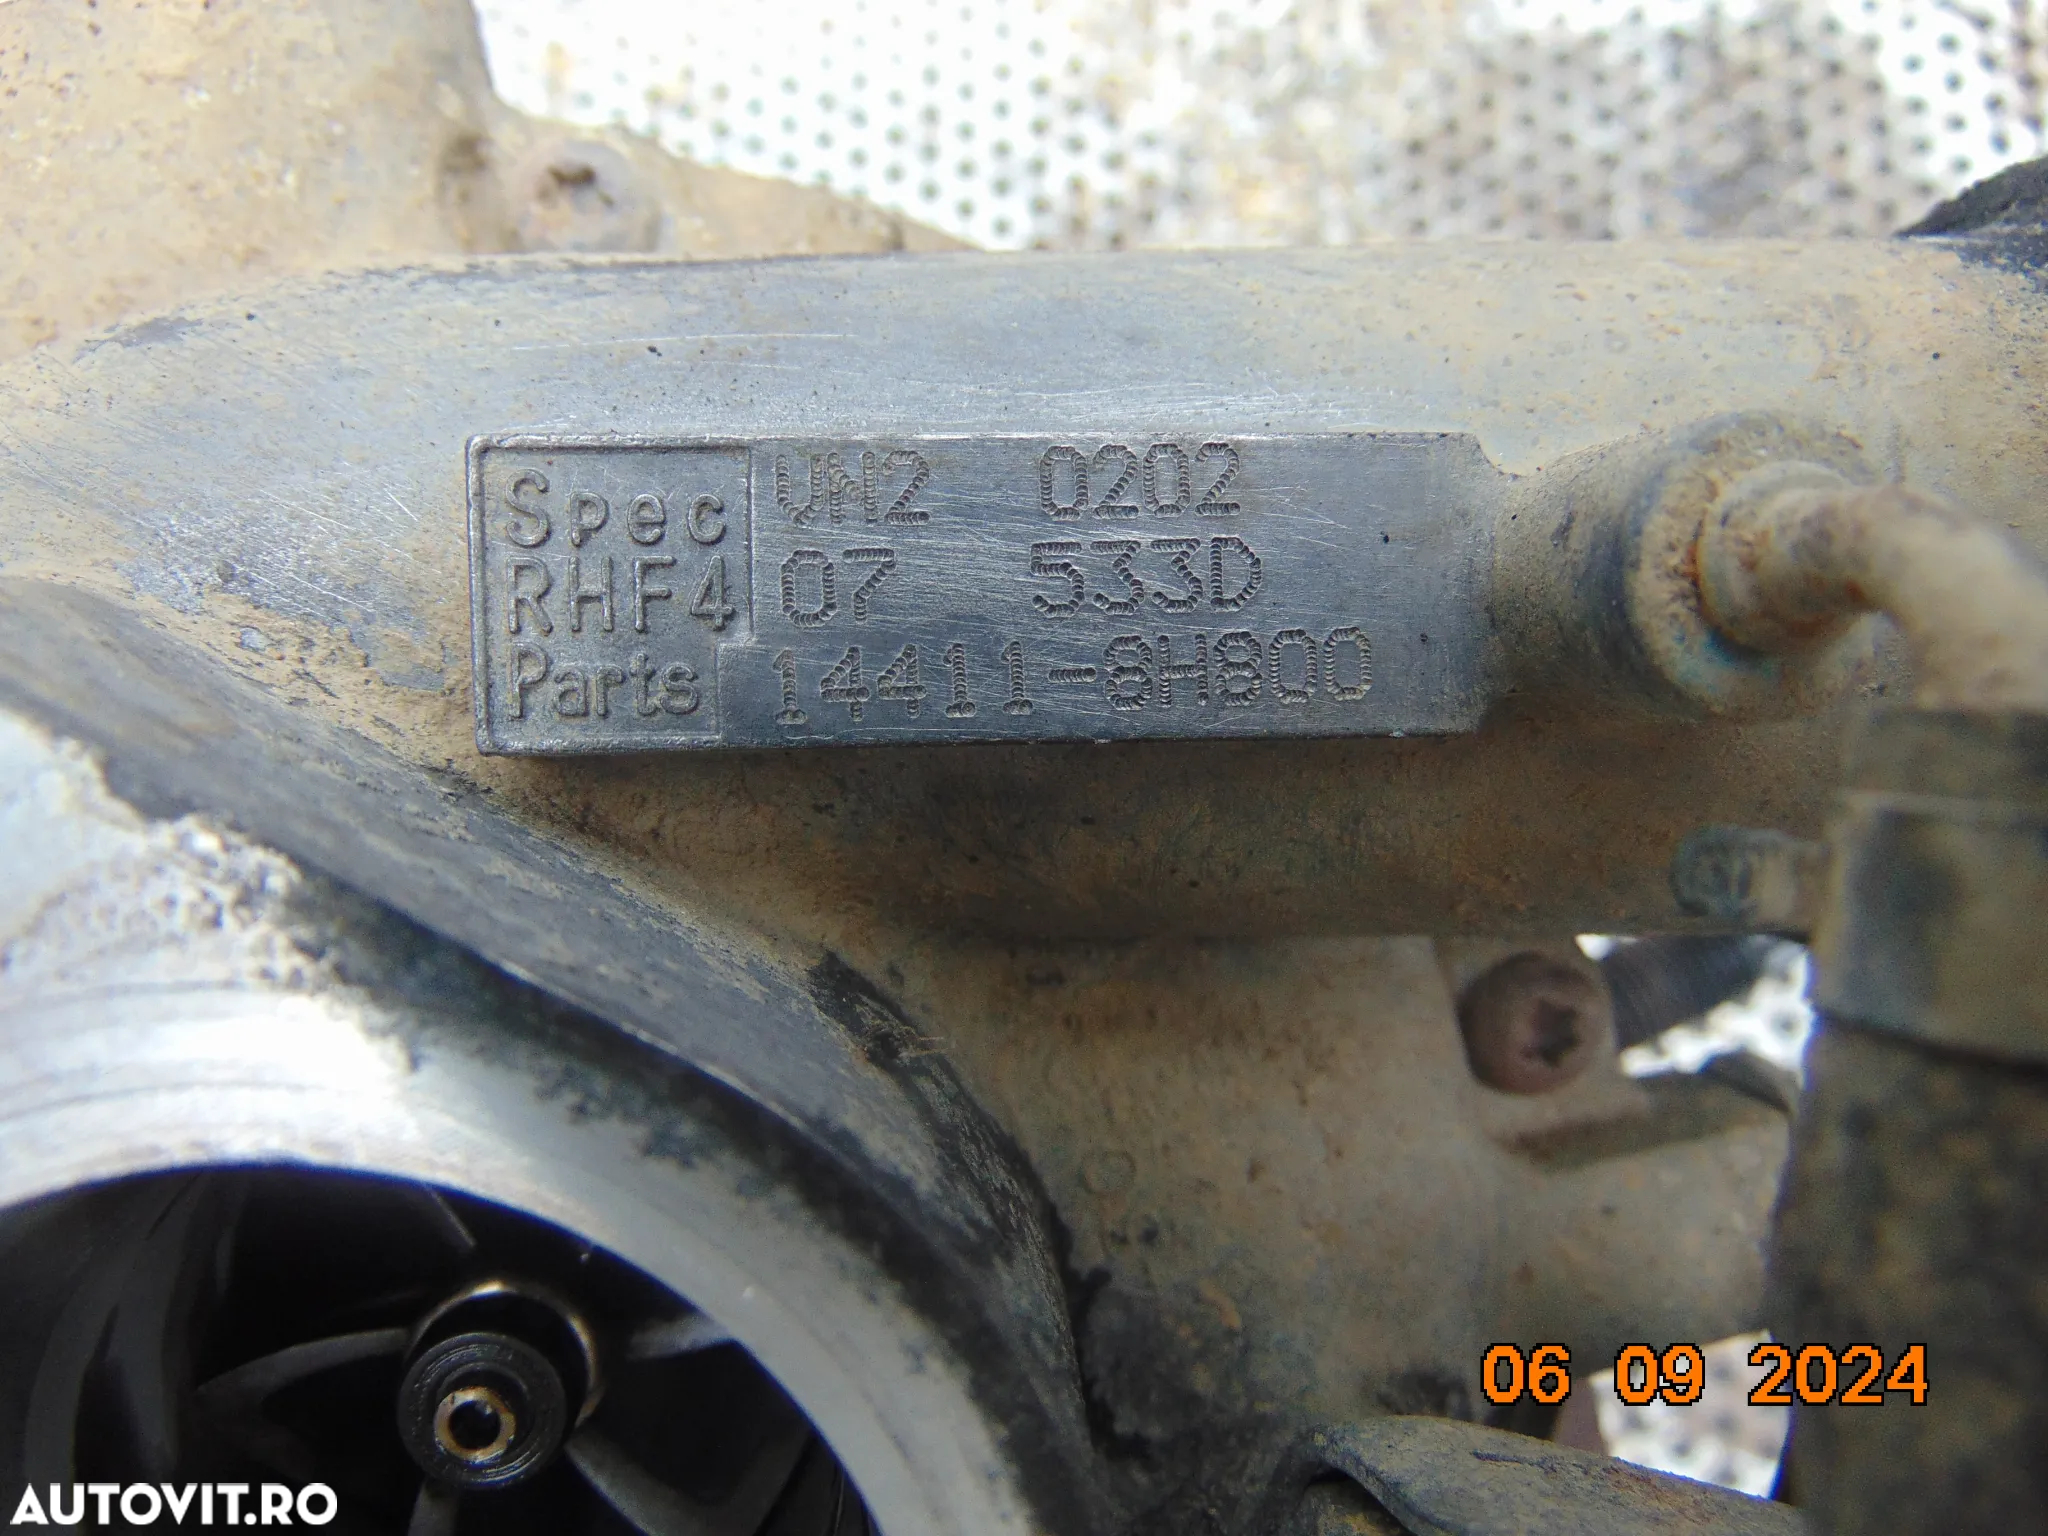 Spec VN2 0202
RHF4 07 533D
Parts 14411-8H800
06 09 2024
AUTOVIT.RO